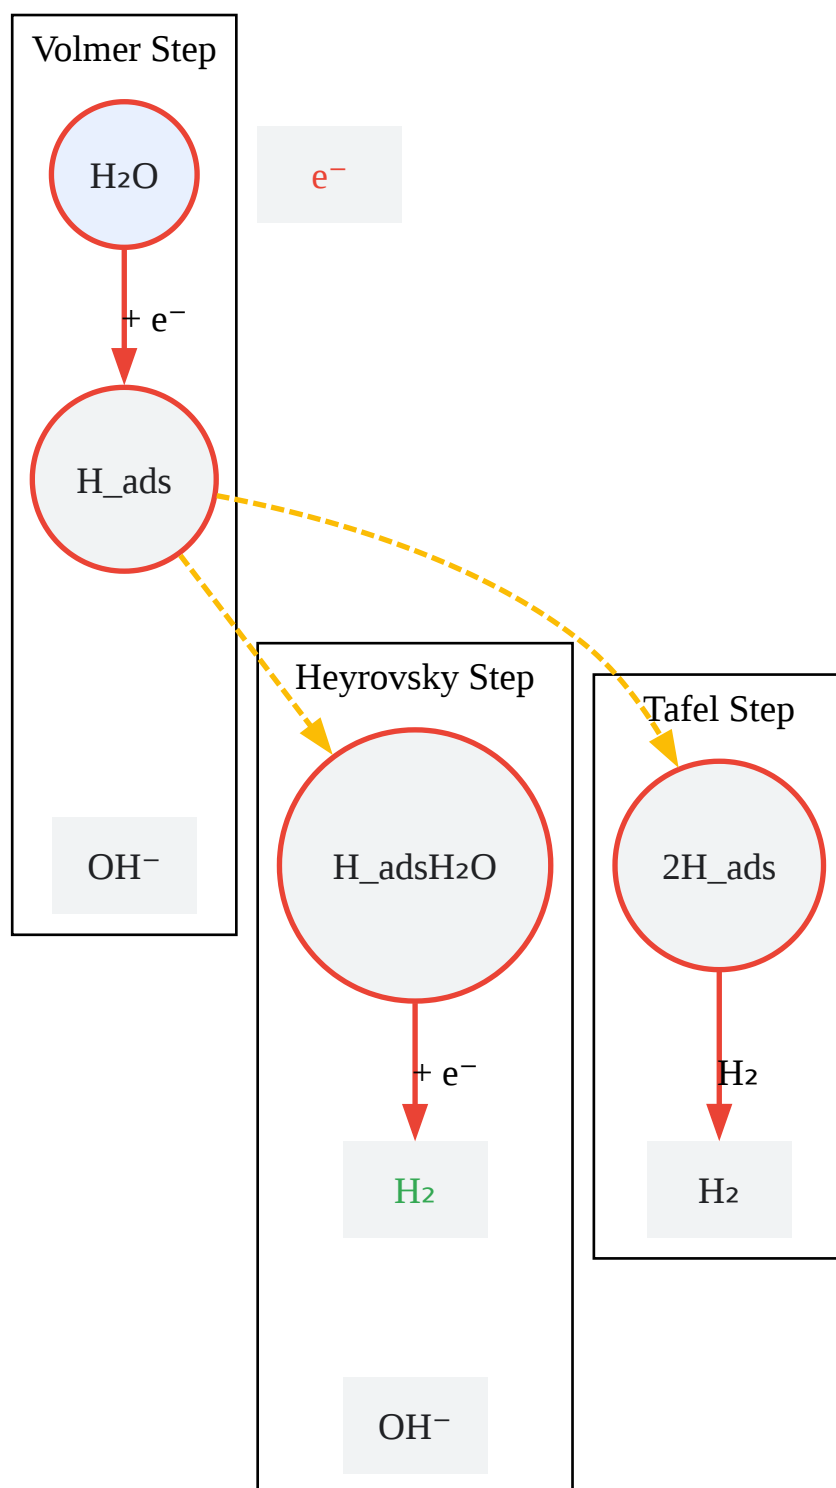 Volmer Step
H₂O
e⁻
+ e⁻
H_ads
Heyrovsky Step
Tafel Step
OH⁻
H_adsH₂O
2H_ads
+ e⁻
H₂
H₂
H₂
OH⁻